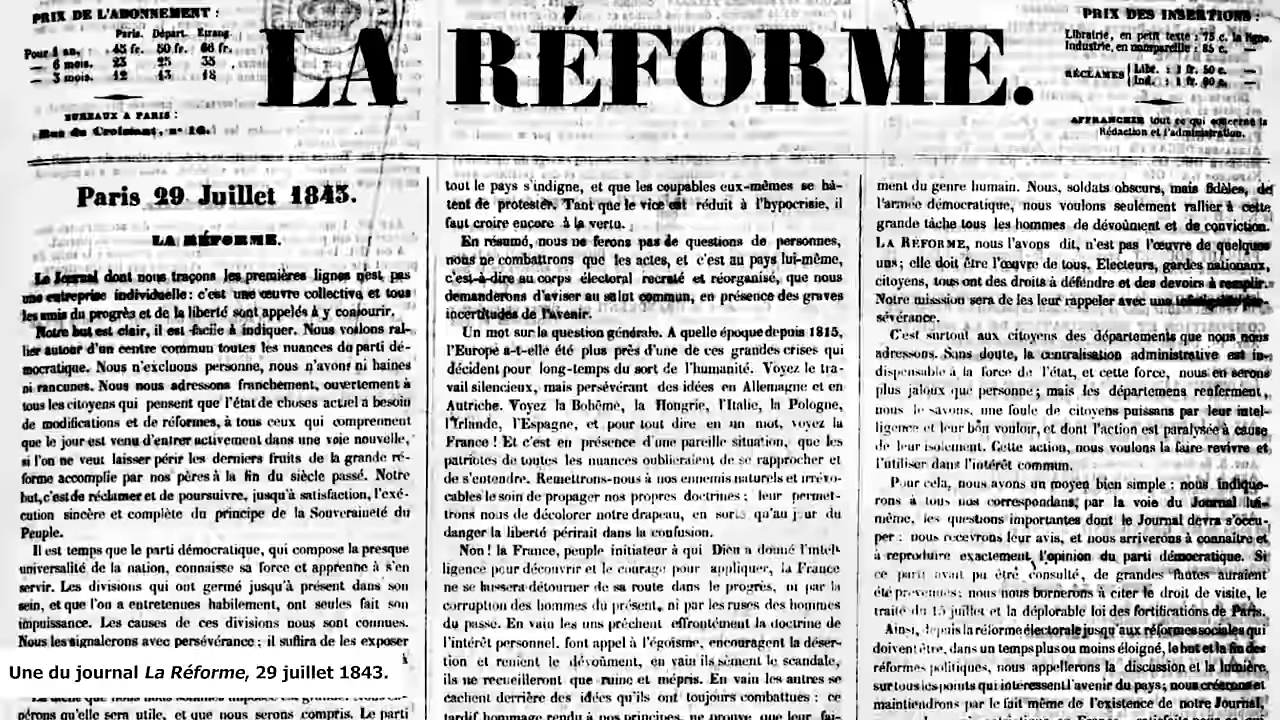 PRIX DE L'ABONNEMENT :
Paris. Départ. Etrang.
Pour 1 an, 45 fr. 50 fr. 66 fr.
— 6 mois. 23 25 35
— 3 mois. 12 13 18
BUREAUX A PARIS :
Rue du Croissant, n° 16.
LA RÉFORME.
PRIX DES INSERTIONS :
Librairie, en petit texte : 75 c. la ligne.
Industrie, en nompareille : 85 c. —
RÉCLAMES Libr. : 1 fr. 50 c. —
Ind. : 1 fr. 80 c. —
AFFRANCHIR tout ce qui concerne la
Rédaction et l'administration.
Paris 29 Juillet 1843.
LA RÉFORME.
Le Journal dont nous traçons les premières lignes n'est pas
une entreprise individuelle : c'est une œuvre collective et tous
les amis du progrès et de la liberté sont appelés à y concourir.
Notre but est clair, il est facile à indiquer. Nous voulons ral-
lier autour d'un centre commun toutes les nuances du parti dé-
mocratique. Nous n'excluons personne, nous n'avons ni haines
ni rancunes. Nous nous adressons franchement, ouvertement à
tous les citoyens qui pensent que l'état de choses actuel a besoin
de modifications et de réformes, à tous ceux qui comprennent
que le jour est venu d'entrer activement dans une voie nouvelle,
si l'on ne veut laisser périr les derniers fruits de la grande ré-
forme accomplie par nos pères à la fin du siècle passé. Notre
but, c'est de réclamer et de poursuivre, jusqu'à satisfaction, l'exé-
cution sincère et complète du principe de la Souveraineté du
Peuple.
Il est temps que le parti démocratique, qui compose la presque
universalité de la nation, connaisse sa force et apprenne à s'en
servir. Les divisions qui ont germé jusqu'à présent dans son
sein, et que l'on a entretenues habilement, ont seules fait son
impuissance. Les causes de ces divisions nous sont connues.
Nous les signalerons avec persévérance : il suffira de les exposer
Une du journal La Réforme, 29 juillet 1843.
pérons qu'elle sera utile, et que nous serons compris. Le parti
tout le pays s'indigne, et que les coupables eux-mêmes se hâ-
tent de protester. Tant que le vice est réduit à l'hypocrisie, il
faut croire encore à la vertu.
En résumé, nous ne ferons pas de questions de personnes,
nous ne combattrons que les actes, et c'est au pays lui-même,
c'est-à-dire au corps électoral recruté et réorganisé, que nous
demanderons d'aviser au salut commun, en présence des graves
incertitudes de l'avenir.
Un mot sur la question générale. A quelle époque depuis 1815,
l'Europe a-t-elle été plus près d'une de ces grandes crises qui
décident pour long-temps du sort de l'humanité. Voyez le tra-
vail silencieux, mais persévérant des idées en Allemagne et en
Autriche. Voyez la Bohême, la Hongrie, l'Italie, la Pologne,
l'Irlande, l'Espagne, et pour tout dire en un mot, voyez la
France ! Et c'est en présence d'une pareille situation, que les
patriotes de toutes les nuances oublieraient de se rapprocher et
de s'entendre. Remettrons-nous à nos ennemis naturels et irrévo-
cables le soin de propager nos propres doctrines ; leur permet-
trons nous de décolorer notre drapeau, en sorte qu'au jour du
danger la liberté périrait dans la confusion.
Non ! la France, peuple initiateur à qui Dieu a donné l'intel-
ligence pour découvrir et le courage pour appliquer, la France
ne se laissera détourner de sa route dans le progrès, ni par la
corruption des hommes du présent, ni par les ruses des hommes
du passé. En vain les uns prêchent effrontément la doctrine de
l'intérêt personnel, font appel à l'égoïsme, encouragent la déser-
tion et renient le dévoûment, en vain ils sèment le scandale,
ils ne recueilleront que ruine et mépris. En vain les autres se
cachent derrière des idées qu'ils ont toujours combattues : ce
tardif hommage rendu à nos principes, ne prouve que leur fai-
ment du genre humain. Nous, soldats obscurs, mais fidèles, de
l'armée démocratique, nous voulons seulement rallier à cette
grande tâche tous les hommes de dévoûment et de conviction.
LA RÉFORME, nous l'avons dit, n'est pas l'œuvre de quelques
uns ; elle doit être l'œuvre de tous. Electeurs, gardes nationaux,
citoyens, tous ont des droits à défendre et des devoirs à remplir.
Notre misssion sera de les leur rappeler avec une
sévérance.
C'est surtout aux citoyens des départements que nous nous
adressons. Sans doute, la centralisation administrative est in-
dispensable à la force de l'état, et cette force, nous en serons
plus jaloux que personne ; mais les départemens renferment,
nous le savons, une foule de citoyens puissans par leur intel-
ligence et leur bon vouloir, et dont l'action est paralysée à cause
de leur isolement. Cette action, nous voulons la faire revivre et
l'utiliser dans l'intérêt commun.
Pour cela, nous avons un moyen bien simple : nous indique-
rons à tous nos correspondans, par la voie du Journal lui-
même, les questions importantes dont le Journal devra s'occu-
per : nous recevrons leur avis, et nous arriverons à connaître et
à reproduire exactement l'opinion du parti démocratique. Si
ce parti avait pu être consulté, de grandes fautes auraient
été prévenues ; nous nous bornerons à citer le droit de visite, le
traité du 15 juillet et la déplorable loi des fortifications de Paris.
Ainsi, depuis la réforme électorale jusqu'aux réformes sociales qui
doivent être, dans un temps plus ou moins éloigné, le but et la fin des
réformes politiques, nous appellerons la discussion et la lumière,
sur tous les points qui intéressent l'avenir du pays ; nous créerons et
maintiendrons par le fait même de l'existence de notre Journal,